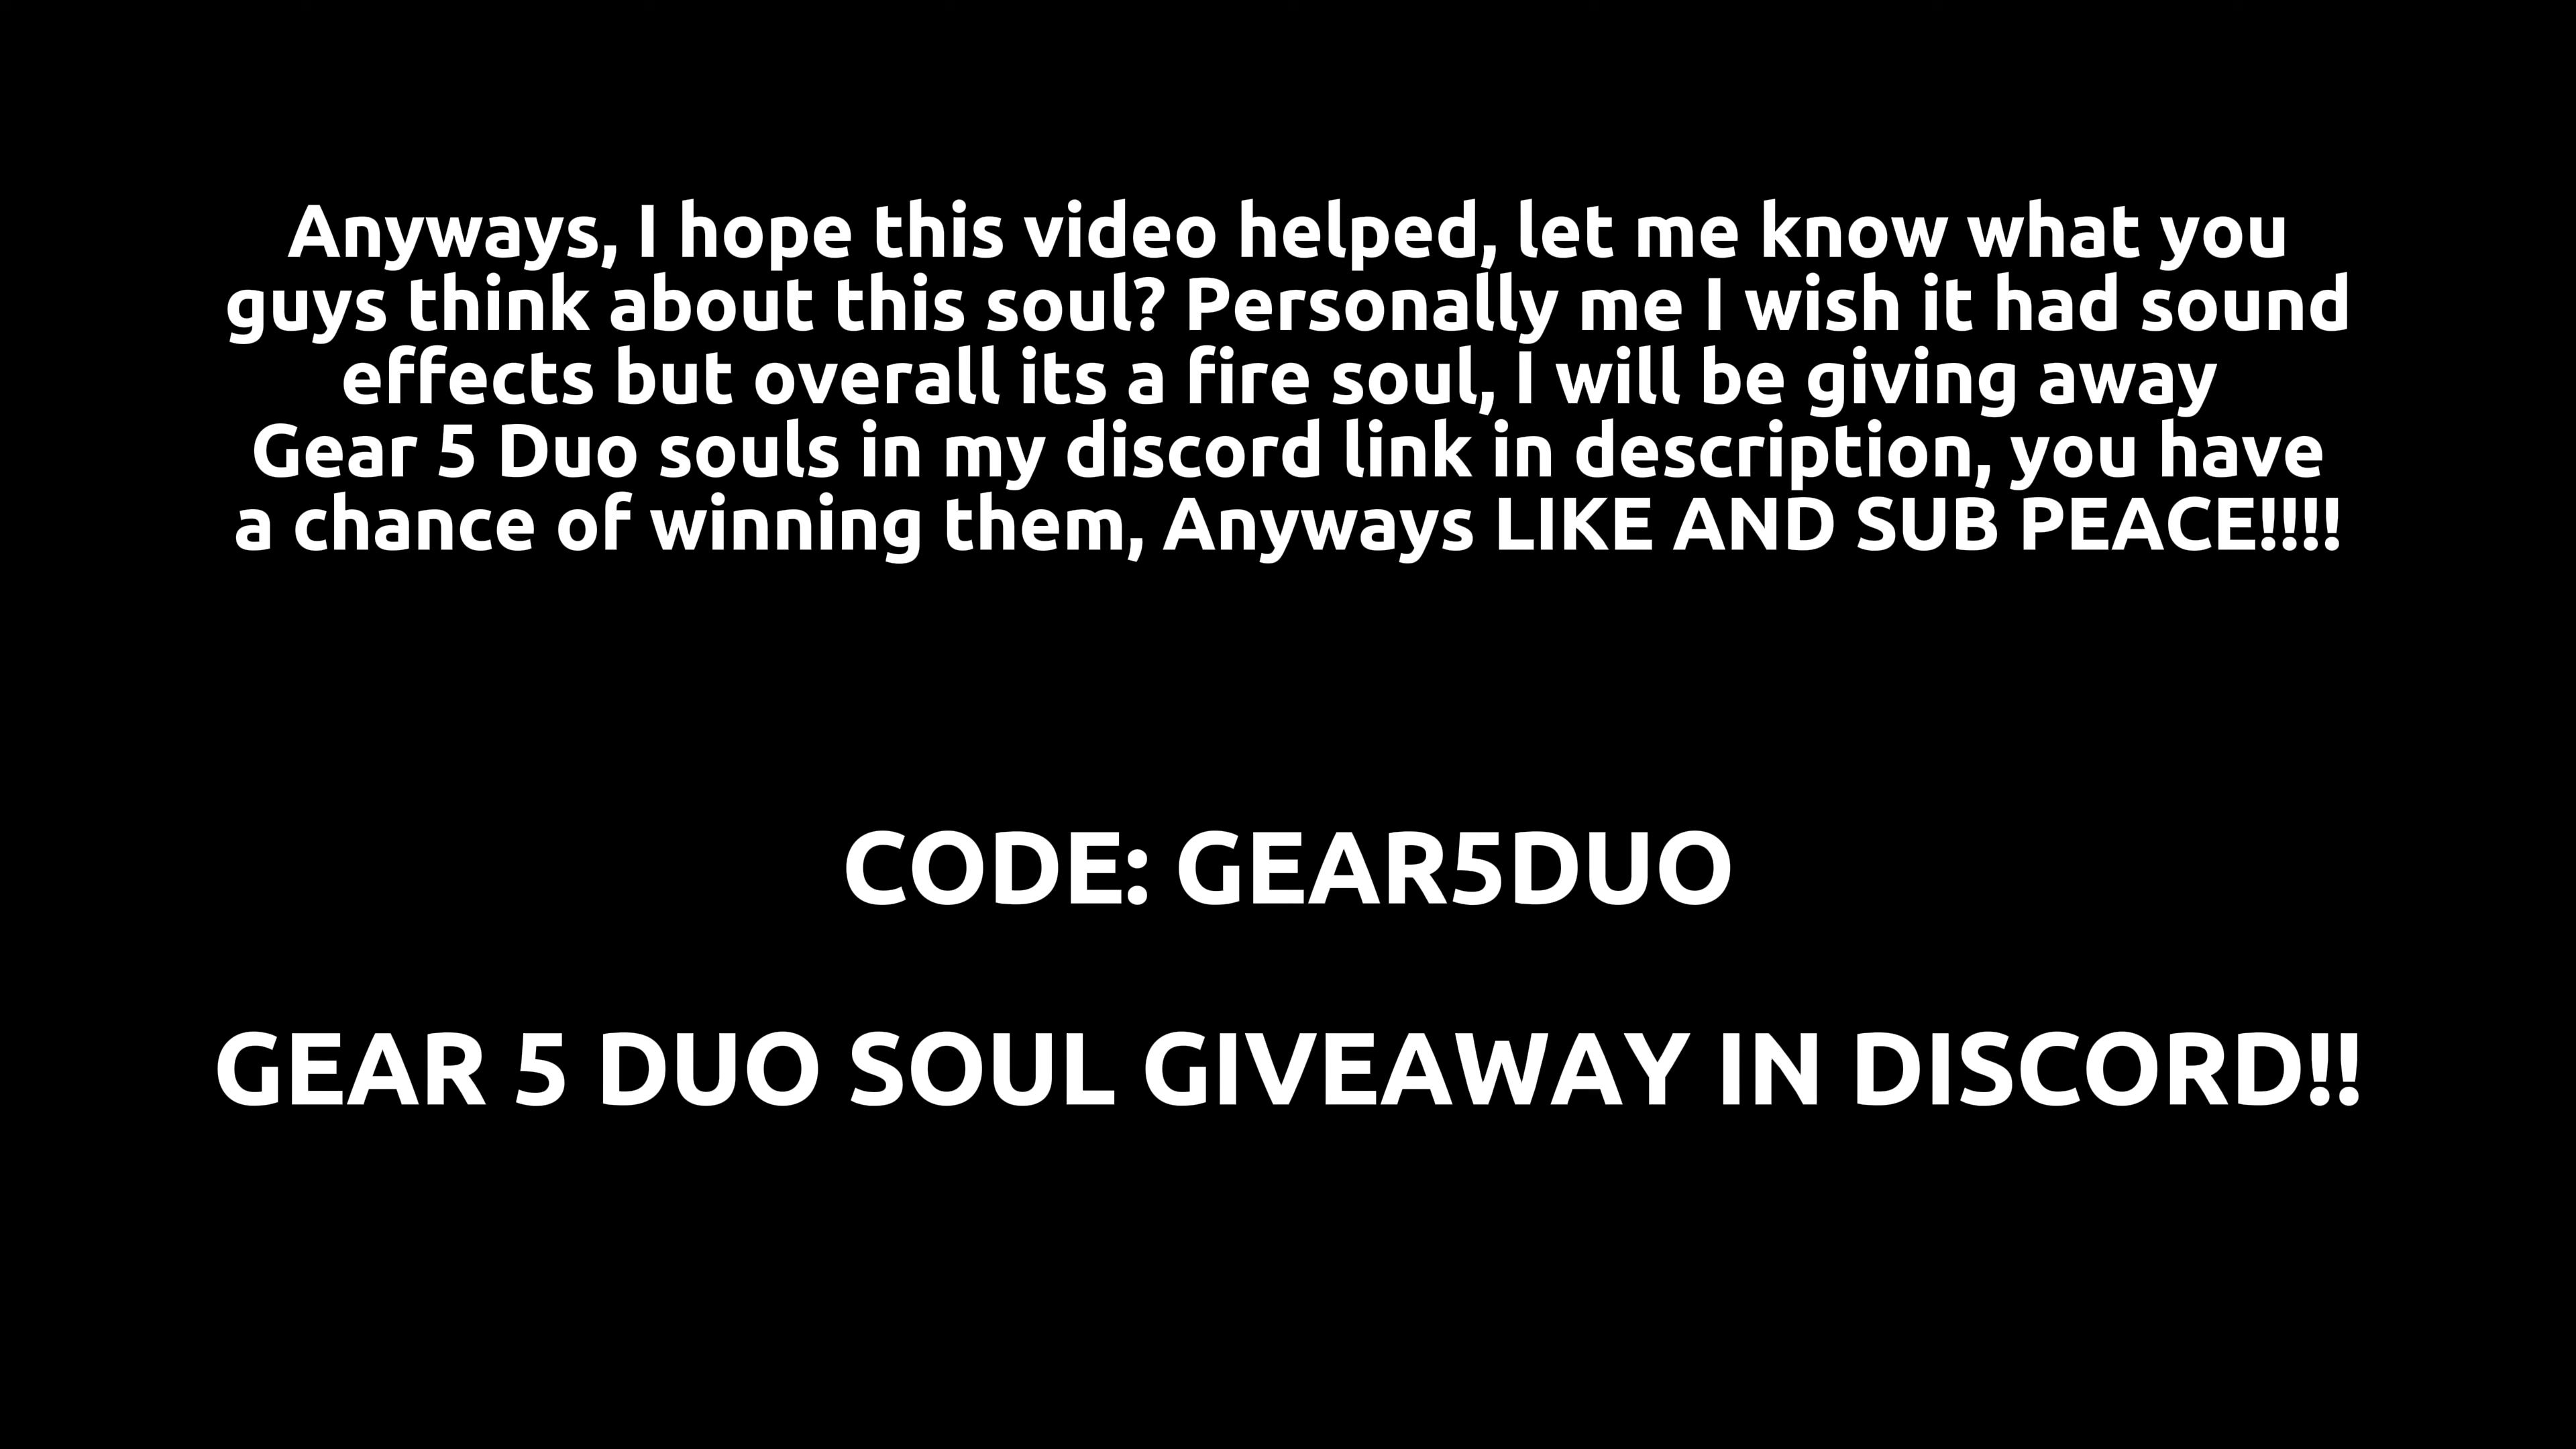 Anyways, I hope this video helped, let me know what you
guys think about this soul? Personally me I wish it had sound
effects but overall its a fire soul, I will be giving away
Gear 5 Duo souls in my discord link in description, you have
a chance of winning them, Anyways LIKE AND SUB PEACE!!!!
CODE: GEAR5DUO
GEAR 5 DUO SOUL GIVEAWAY IN DISCORD!!